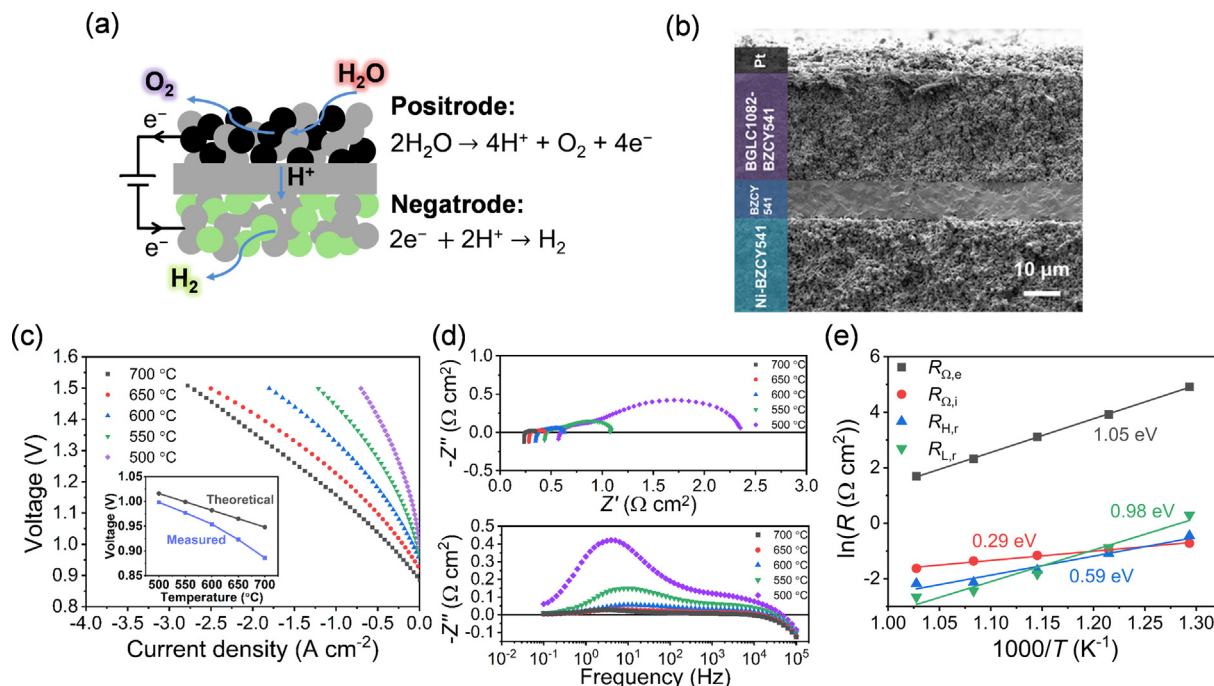 (a)
O₂
H₂O
e⁻
H⁺
e⁻
H₂
Positrode:
2H₂O → 4H⁺ + O₂ + 4e⁻
Negatrode:
2e⁻ + 2H⁺ → H₂
(b)
Pt
BGLC1082-
BZCY541
BZCY
541
Ni-BZCY541
10 µm
(c)
Voltage (V)
1.6
1.5
1.4
1.3
1.2
1.1
1.0
0.9
0.8
700 °C
650 °C
600 °C
550 °C
500 °C
Voltage (V)
1.05
1.00
0.95
0.90
0.85
Theoretical
Measured
500 550 600 650 700
Temperature (°C)
-4.0 -3.5 -3.0 -2.5 -2.0 -1.5 -1.0 -0.5 0.0
Current density (A cm⁻²)
(d)
-Z″ (Ω cm²)
1.0
0.5
0.0
-0.5
700 °C
650 °C
600 °C
550 °C
500 °C
0.0 0.5 1.0 1.5 2.0 2.5 3.0
Z′ (Ω cm²)
-Z″ (Ω cm²)
0.5
0.4
0.3
0.2
0.1
0.0
-0.1
700 °C
650 °C
600 °C
550 °C
500 °C
10⁻² 10⁻¹ 10⁰ 10¹ 10² 10³ 10⁴ 10⁵
Frequency (Hz)
(e)
ln(R (Ω cm²))
6
4
2
0
-2
R_Ω,e
R_Ω,i
R_H,r
R_L,r
1.05 eV
0.98 eV
0.29 eV
0.59 eV
1.00 1.05 1.10 1.15 1.20 1.25 1.30
1000/T (K⁻¹)